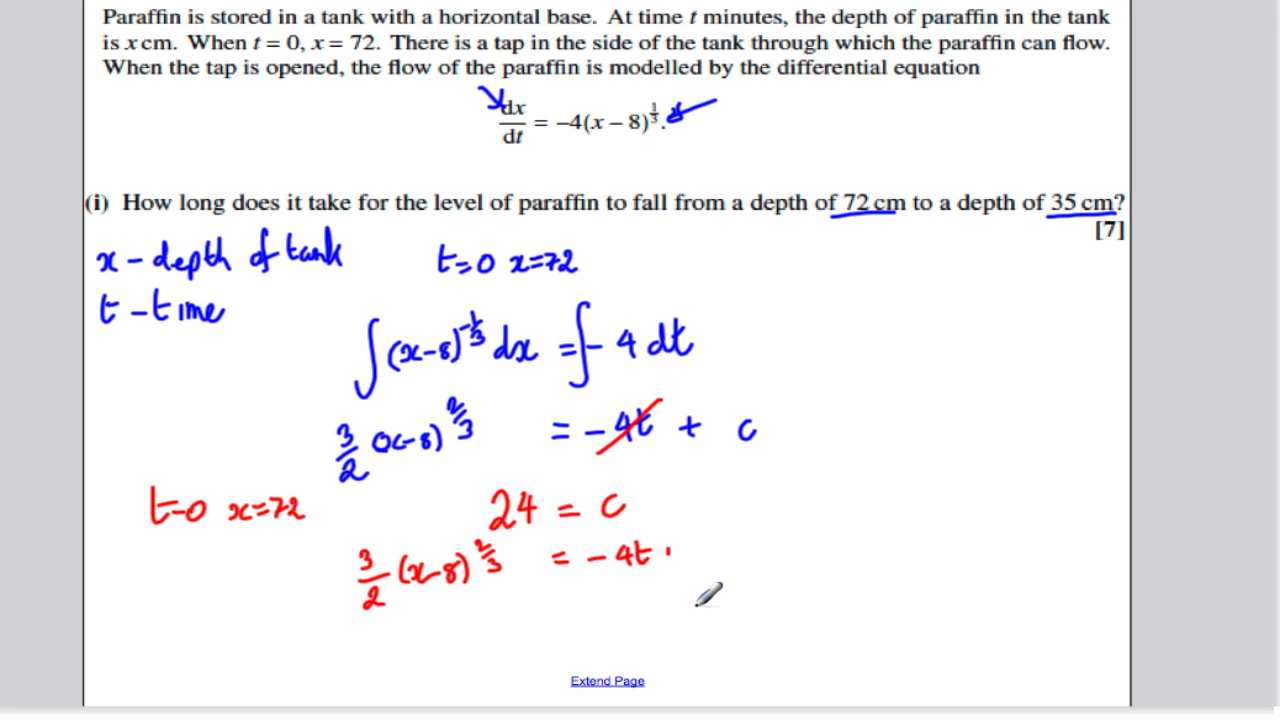 Paraffin is stored in a tank with a horizontal base. At time t minutes, the depth of paraffin in the tank
is x cm. When t = 0, x = 72. There is a tap in the side of the tank through which the paraffin can flow.
When the tap is opened, the flow of the paraffin is modelled by the differential equation
dx/dt = −4(x − 8)^(1/3).
(i) How long does it take for the level of paraffin to fall from a depth of 72 cm to a depth of 35 cm?
[7]
x - depth of tank t=0 x=72
t - time
∫(x-8)^(-1/3) dx = ∫- 4 dt
3/2 (x-8)^(2/3) = -4t + c
t=0 x=72 24 = c
3/2 (x-8)^(2/3) = -4t
Extend Page